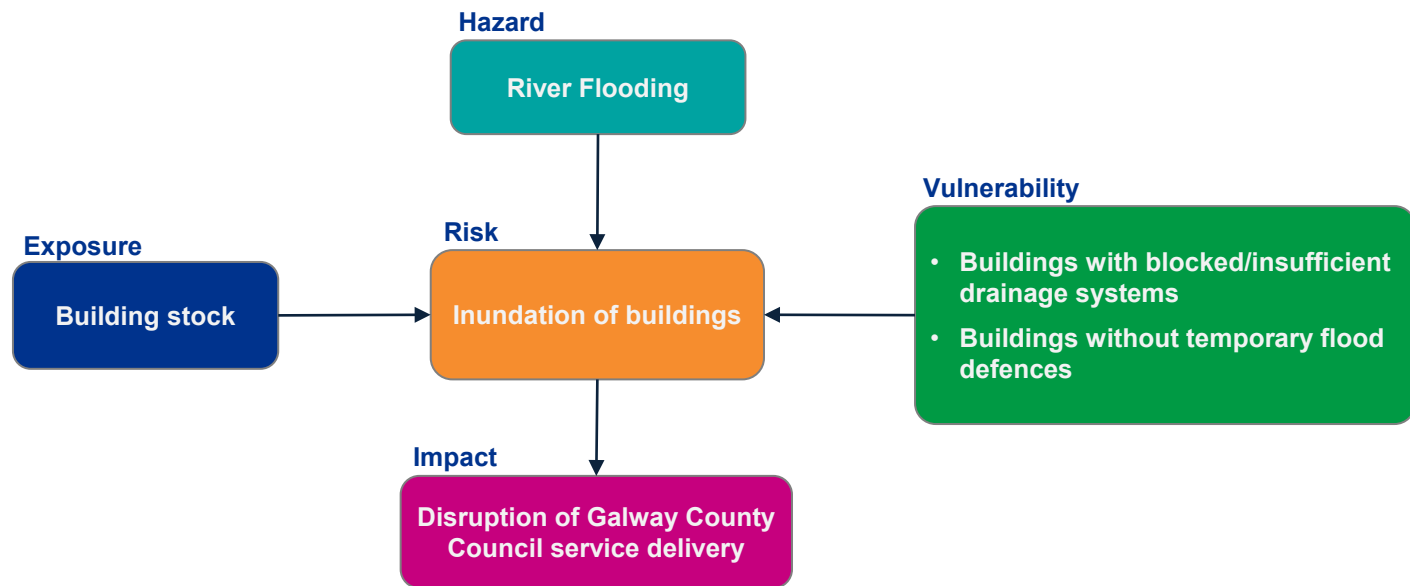 Hazard
River Flooding
Exposure
Building stock
Risk
Inundation of buildings
Vulnerability
• Buildings with blocked/insufficient
drainage systems
• Buildings without temporary flood
defences
Impact
Disruption of Galway County
Council service delivery